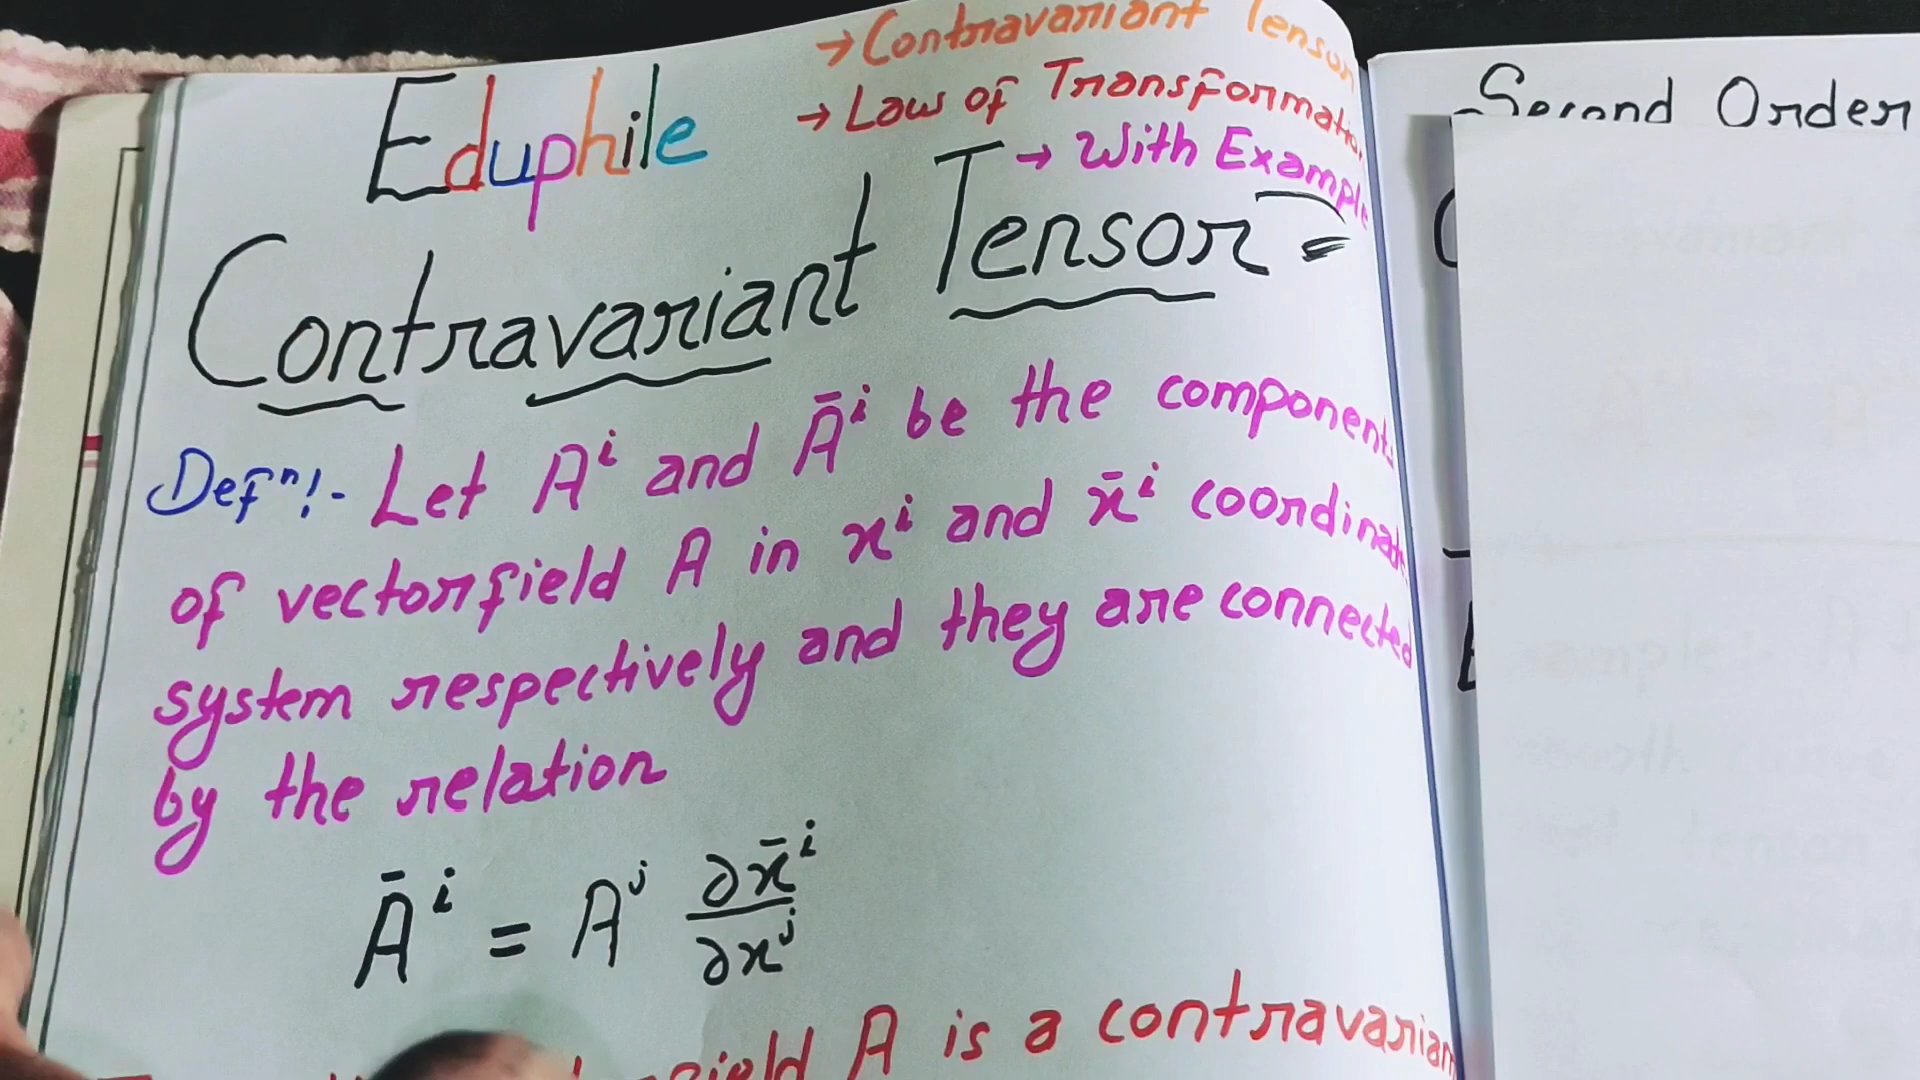 Eduphile
→ Contravariant Tensor
→ Law of Transformation
→ With Example
Contravariant Tensor =
Defⁿ!- Let Aⁱ and Āⁱ be the components
of vectorfield A in xⁱ and x̄ⁱ coordinate
system respectively and they are connected
by the relation
Āⁱ = Aʲ ∂x̄ⁱ/∂xʲ
field A is a contravarian
Second Order